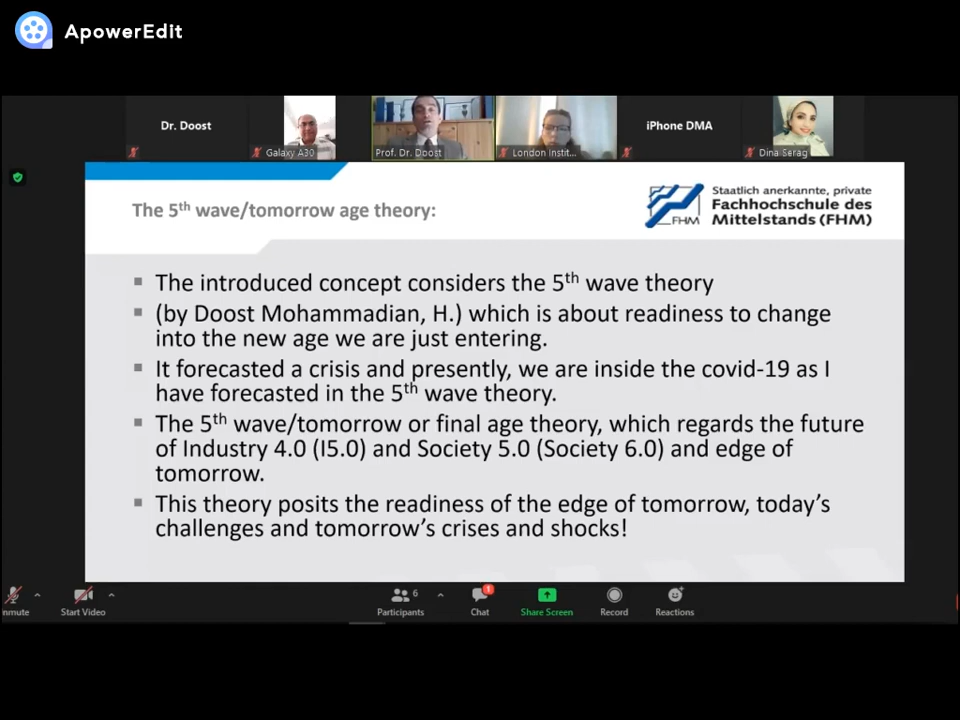 ApowerEdit
Dr. Doost
iPhone DMA
Galaxy A30
Prof. Dr. Doost
London Instit...
Dina Serag
The 5th wave/tomorrow age theory:
FHM
Staatlich anerkannte, private
Fachhochschule des
Mittelstands (FHM)
▪ The introduced concept considers the 5th wave theory
▪ (by Doost Mohammadian, H.) which is about readiness to change
into the new age we are just entering.
▪ It forecasted a crisis and presently, we are inside the covid-19 as I
have forecasted in the 5th wave theory.
▪ The 5th wave/tomorrow or final age theory, which regards the future
of Industry 4.0 (I5.0) and Society 5.0 (Society 6.0) and edge of
tomorrow.
▪ This theory posits the readiness of the edge of tomorrow, today's
challenges and tomorrow's crises and shocks!
6
1
nmute
Start Video
Participants
Chat
Share Screen
Record
Reactions